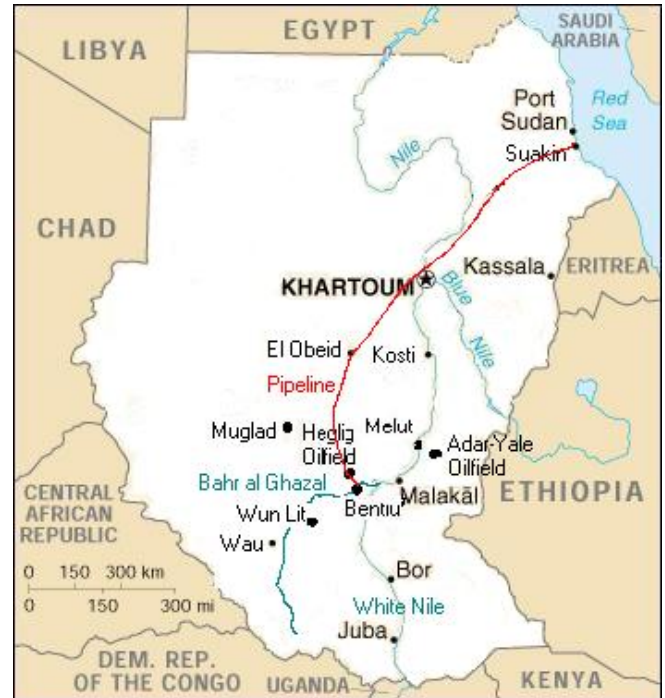 EGYPT
SAUDI
ARABIA
LIBYA
Port
Sudan
Red
Sea
Suakin
Nile
CHAD
KHARTOUM
Blue
Nile
Kassala
ERITREA
El Obeid
Kosti
Pipeline
Muglad
Heglig
Oilfield
Melut
Adar-Yale
Oilfield
Bahr al Ghazal
Malakāl
Bentiu
ETHIOPIA
CENTRAL
AFRICAN
REPUBLIC
Wun Lit
Wau
0 150 300 km
0 150 300 mi
Bor
White Nile
Juba
DEM. REP.
OF THE CONGO
UGANDA
KENYA